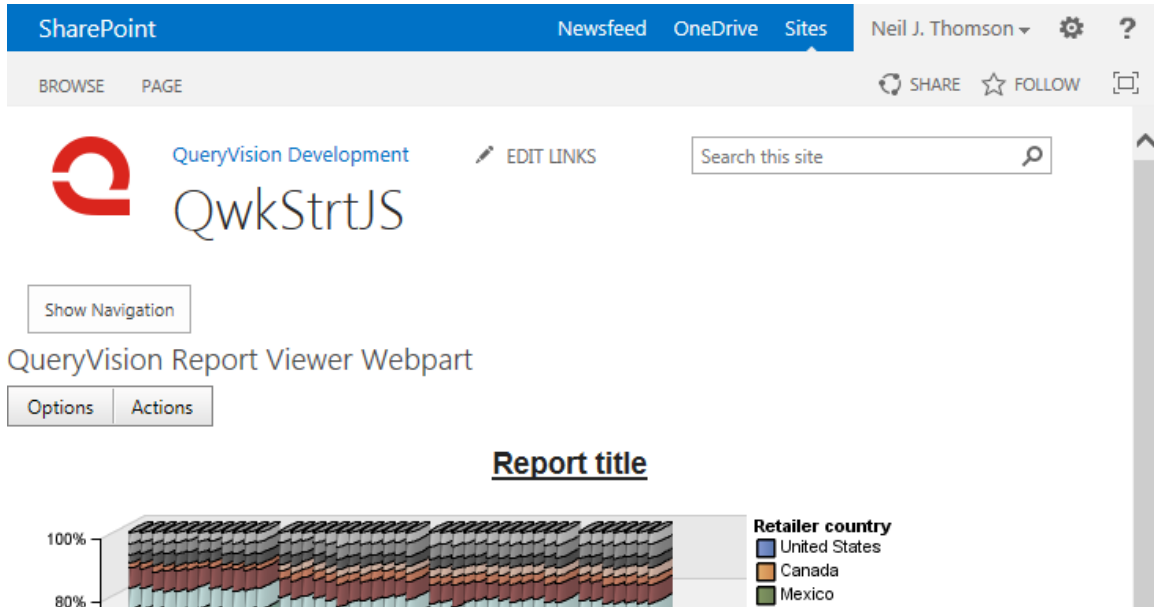 SharePoint Newsfeed OneDrive Sites Neil J. Thomson ?
BROWSE PAGE SHARE FOLLOW
QueryVision Development EDIT LINKS Search this site
QwkStrtJS
Show Navigation
QueryVision Report Viewer Webpart
Options Actions
Report title
Retailer country
100% United States
Canada
80% Mexico